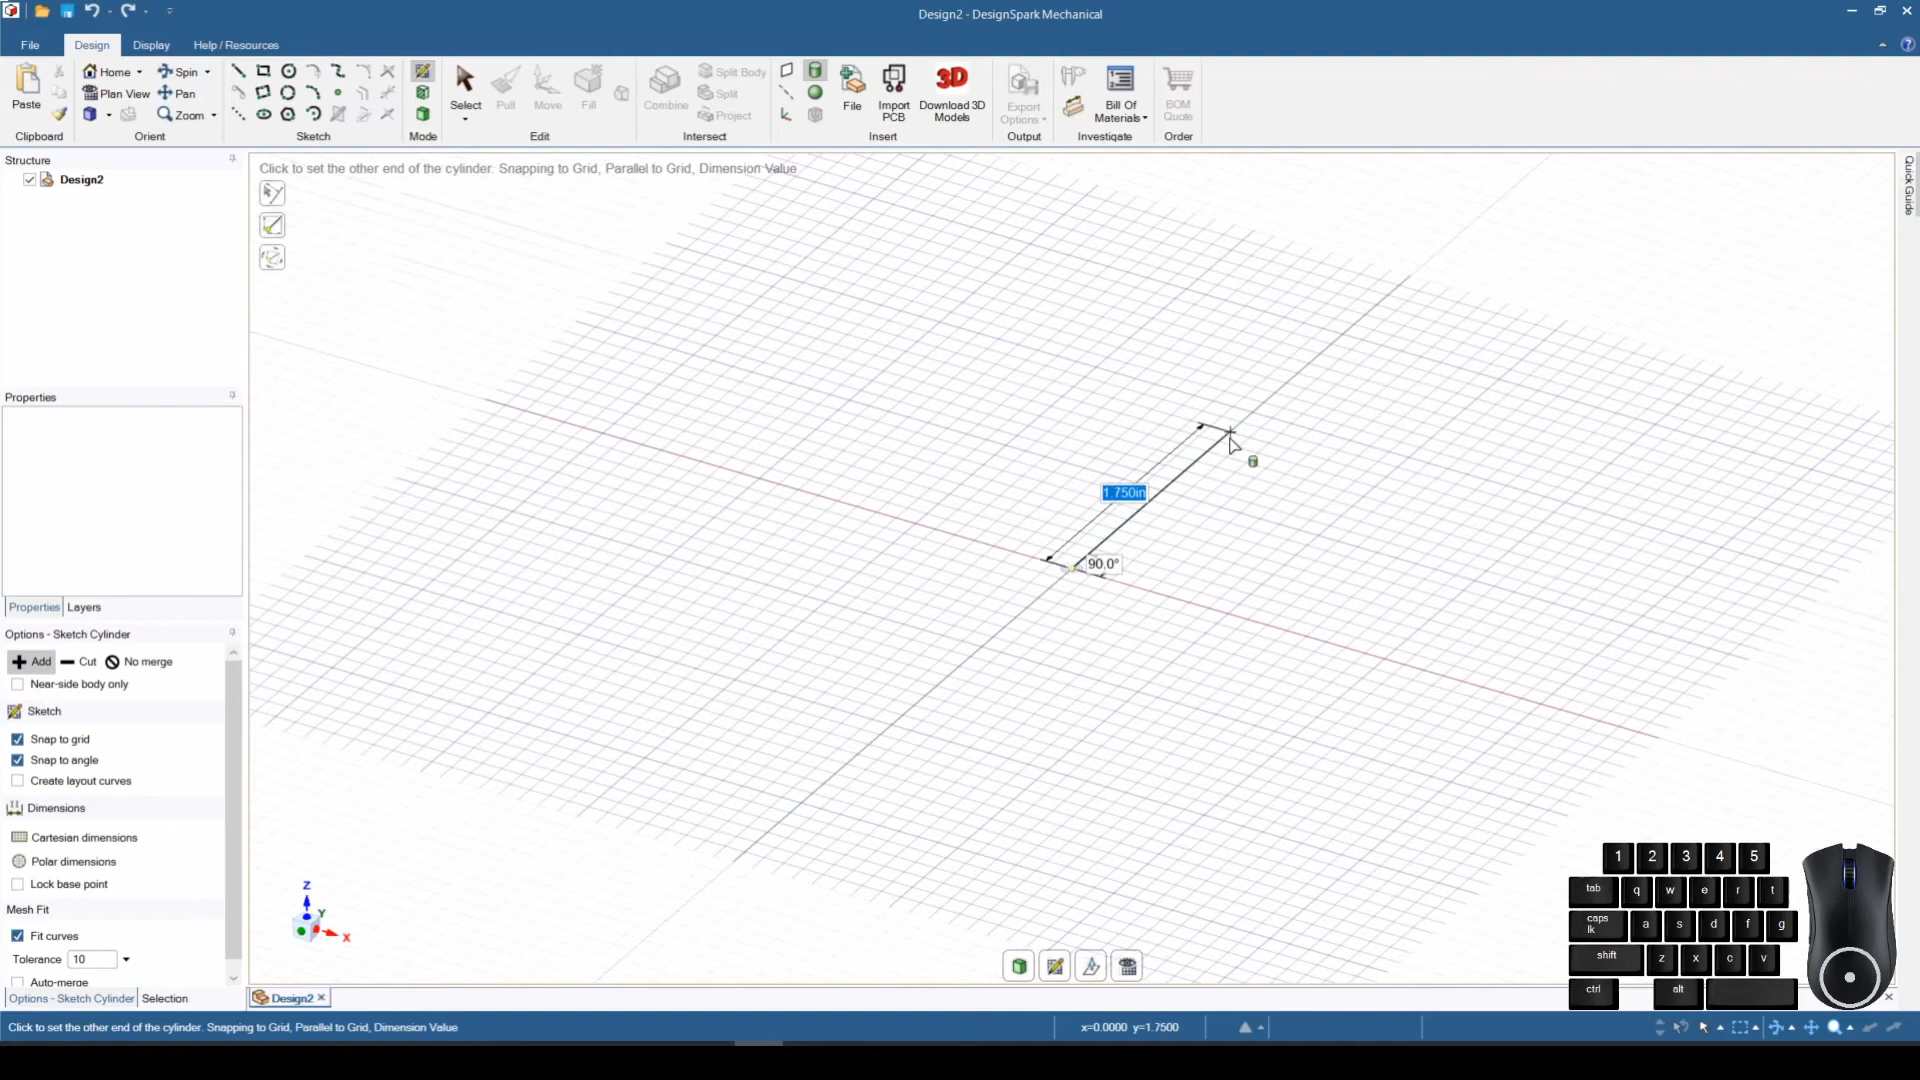 Design2 - DesignSpark Mechanical
File
Design
Display
Help / Resources
Paste
Clipboard
Home
Spin
Plan View
Pan
Zoom
Orient
Sketch
Mode
Select
Pull
Move
Fill
Edit
Combine
Split Body
Split
Project
Intersect
File
Import PCB
3D
Download 3D Models
Insert
Export Options
Output
Bill Of Materials
Investigate
BOM Quote
Order
Structure
Design2
Click to set the other end of the cylinder. Snapping to Grid, Parallel to Grid, Dimension Value
Quick Guide
Properties
1.750in
90.0°
Properties
Layers
Options - Sketch Cylinder
Add
Cut
No merge
Near-side body only
Sketch
Snap to grid
Snap to angle
Create layout curves
Dimensions
Cartesian dimensions
Polar dimensions
Lock base point
Mesh Fit
Fit curves
Tolerance 10
Auto-merge
Z
Y
X
1 2 3 4 5
tab q w e r t
caps lk a s d f g
shift z x c v
ctrl alt
Options - Sketch Cylinder
Selection
Design2
Click to set the other end of the cylinder. Snapping to Grid, Parallel to Grid, Dimension Value
x=0.0000 y=1.7500